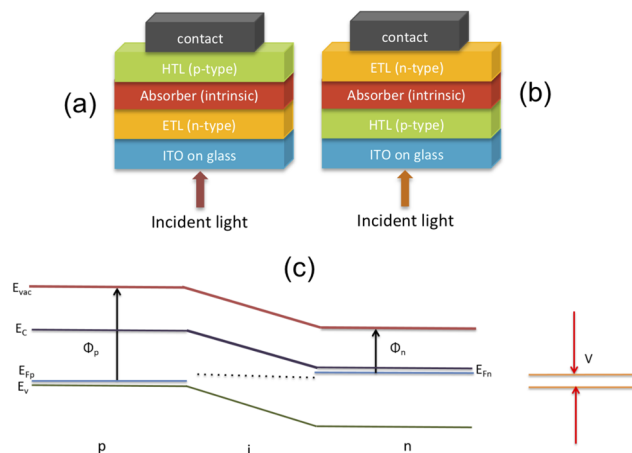 contact
HTL (p-type)
Absorber (intrinsic)
ETL (n-type)
ITO on glass
Incident light
(a)
contact
ETL (n-type)
Absorber (intrinsic)
HTL (p-type)
ITO on glass
Incident light
(b)
(c)
Evac
EC
Φp
EFp
Ev
Φn
EFn
V
p
i
n